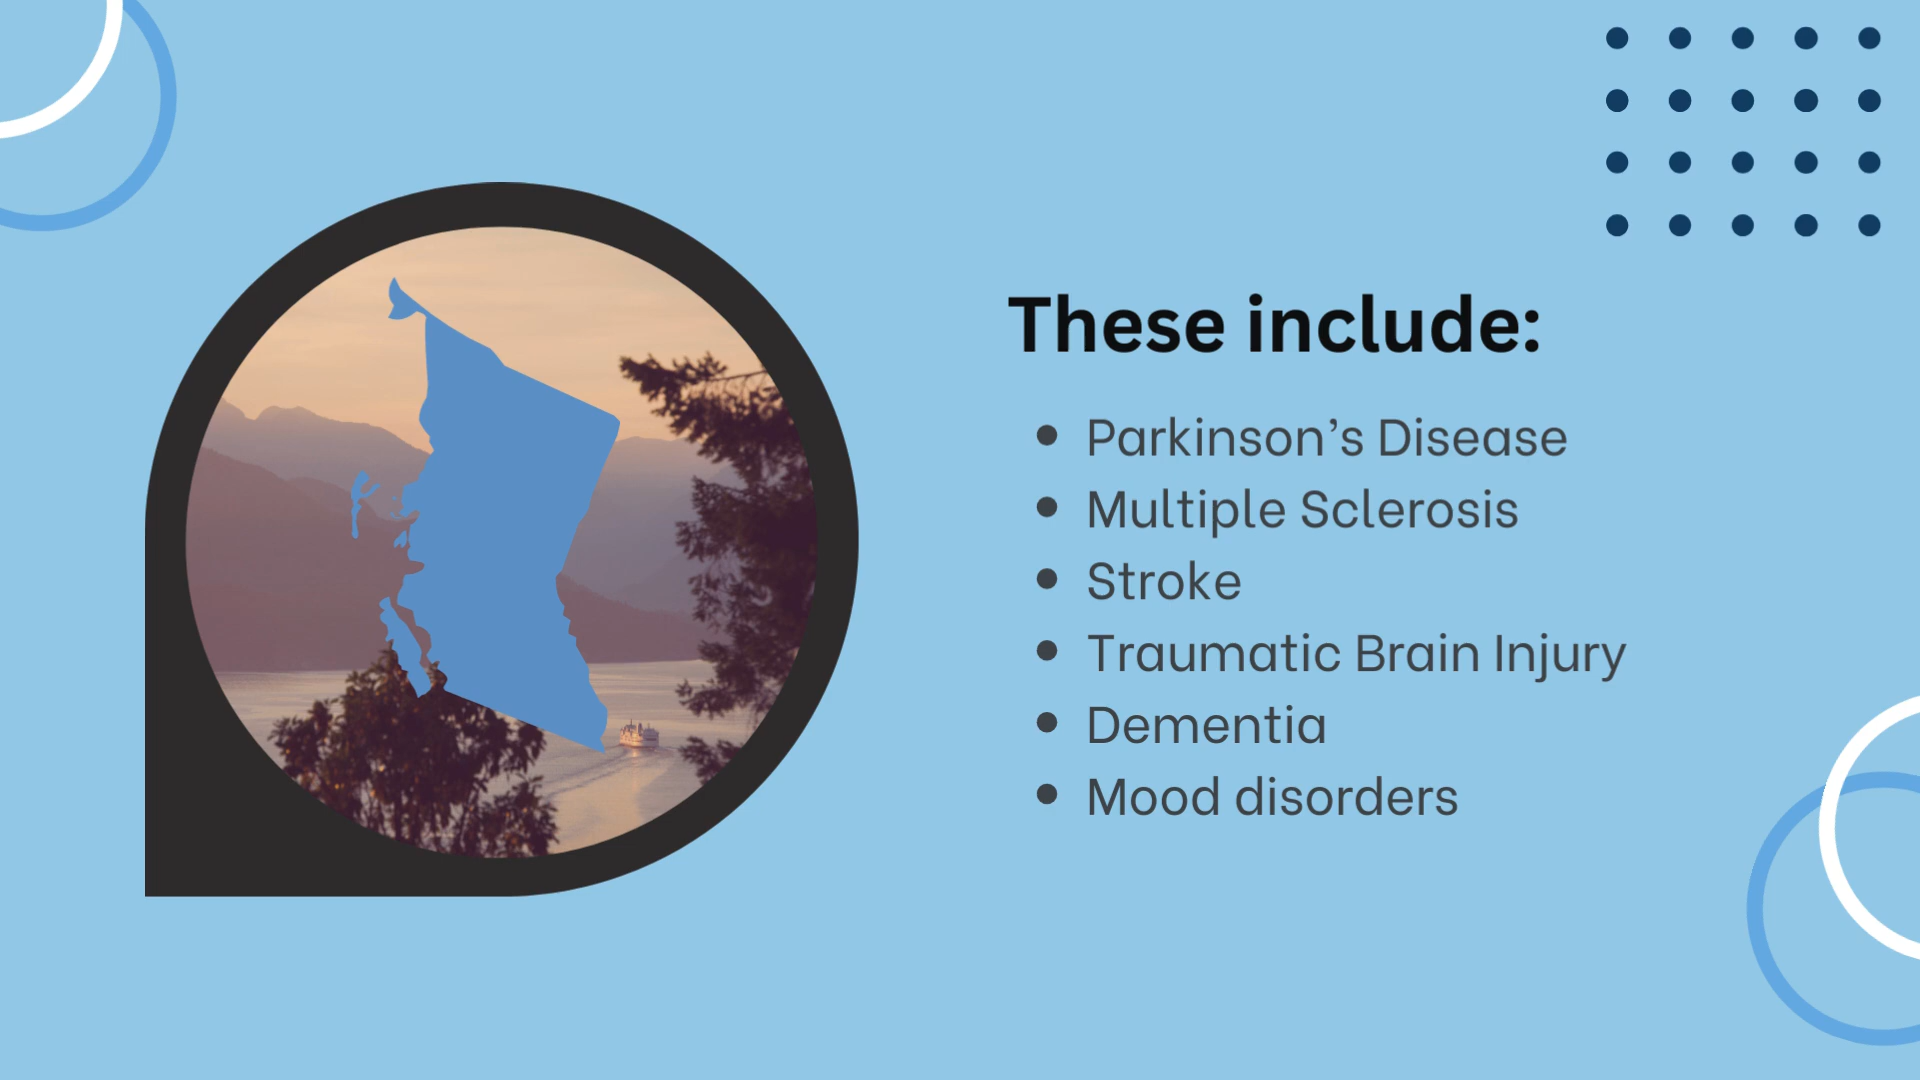 These include:
• Parkinson’s Disease
• Multiple Sclerosis
• Stroke
• Traumatic Brain Injury
• Dementia
• Mood disorders